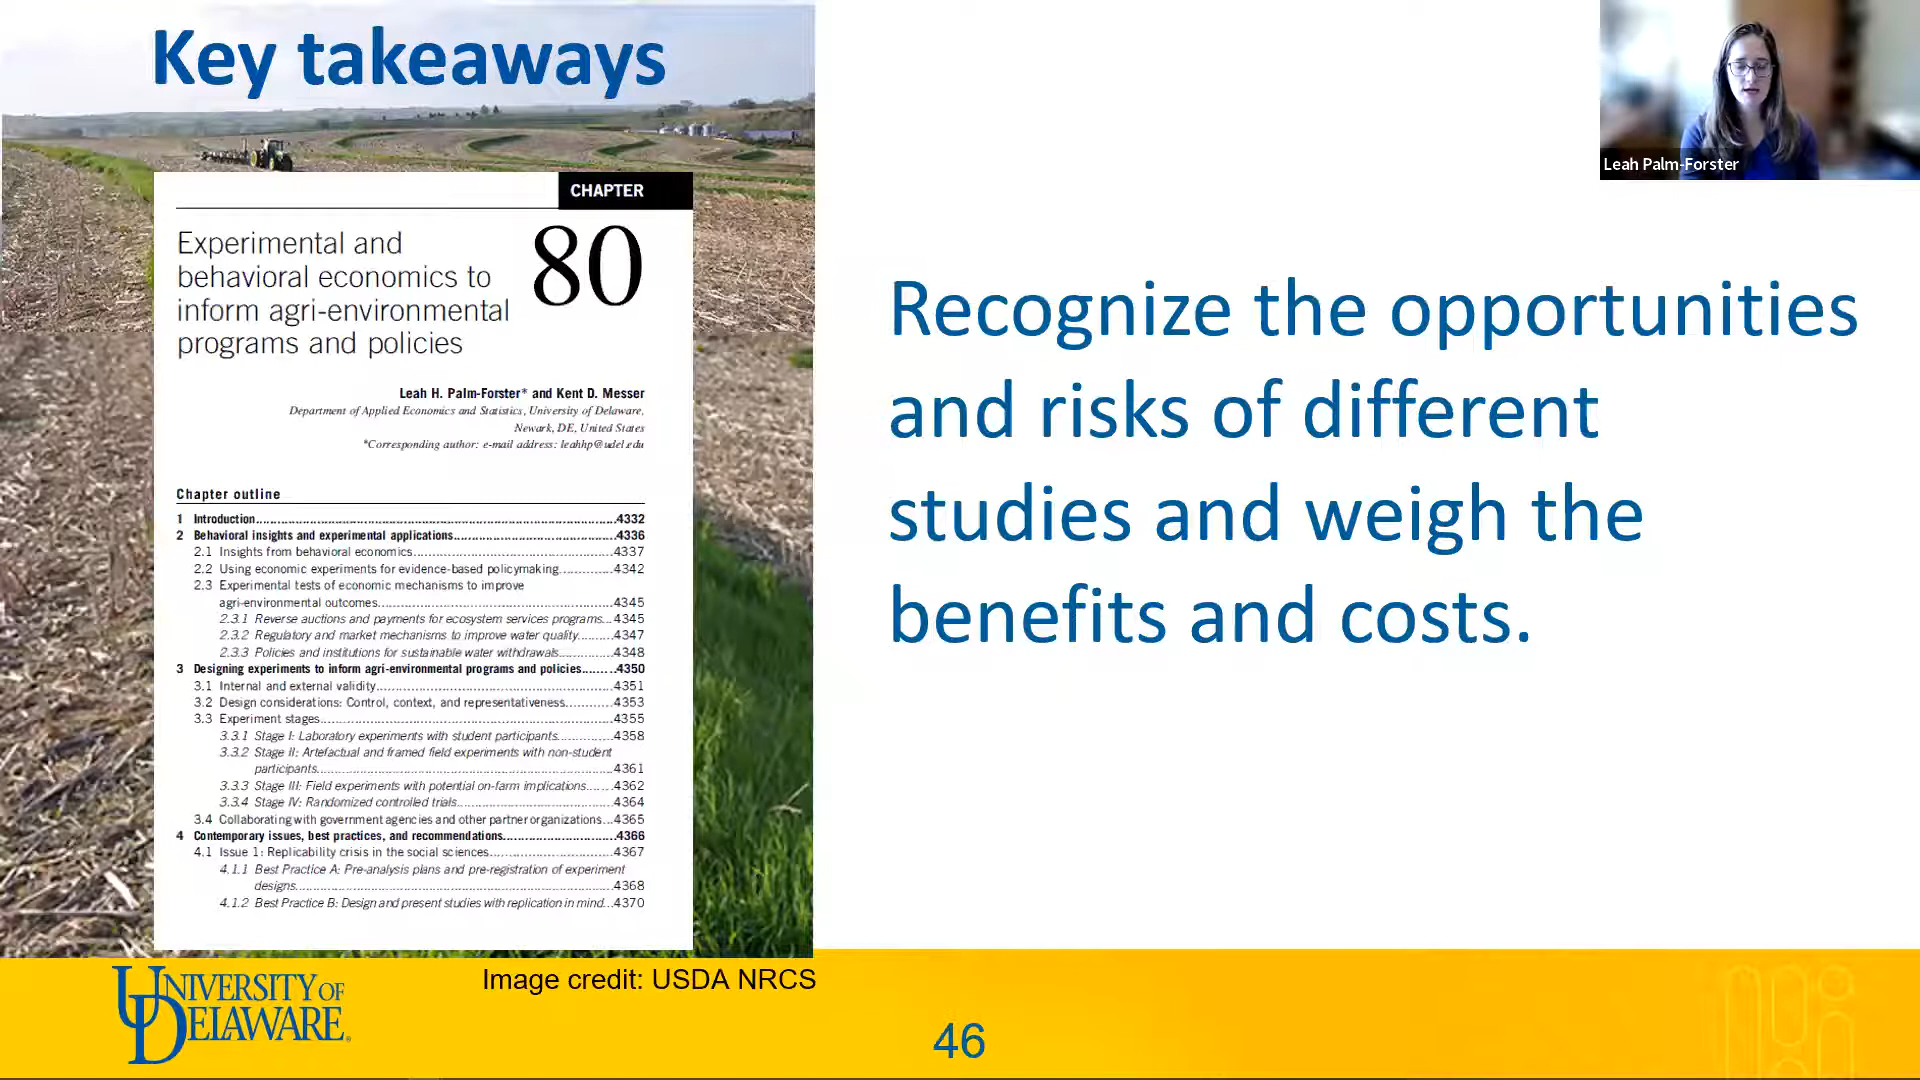 Key takeaways
Leah Palm-Forster
CHAPTER
80
Experimental and
behavioral economics to
inform agri-environmental
programs and policies
Leah H. Palm-Forster* and Kent D. Messer
Department of Applied Economics and Statistics, University of Delaware,
Newark, DE, United States
*Corresponding author: e-mail address: leahhp@udel.edu
Chapter outline
1 Introduction....4332
2 Behavioral insights and experimental applications....4336
2.1 Insights from behavioral economics....4337
2.2 Using economic experiments for evidence-based policymaking....4342
2.3 Experimental tests of economic mechanisms to improve
agri-environmental outcomes....4345
2.3.1 Reverse auctions and payments for ecosystem services programs...4345
2.3.2 Regulatory and market mechanisms to improve water quality....4347
2.3.3 Policies and institutions for sustainable water withdrawals....4348
3 Designing experiments to inform agri-environmental programs and policies....4350
3.1 Internal and external validity....4351
3.2 Design considerations: Control, context, and representativeness....4353
3.3 Experiment stages....4355
3.3.1 Stage I: Laboratory experiments with student participants....4358
3.3.2 Stage II: Artefactual and framed field experiments with non-student
participants....4361
3.3.3 Stage III: Field experiments with potential on-farm implications....4362
3.3.4 Stage IV: Randomized controlled trials....4364
3.4 Collaborating with government agencies and other partner organizations...4365
4 Contemporary issues, best practices, and recommendations....4366
4.1 Issue 1: Replicability crisis in the social sciences....4367
4.1.1 Best Practice A: Pre-analysis plans and pre-registration of experiment
designs....4368
4.1.2 Best Practice B: Design and present studies with replication in mind...4370
Recognize the opportunities
and risks of different
studies and weigh the
benefits and costs.
Image credit: USDA NRCS
UNIVERSITY OF
DELAWARE
46